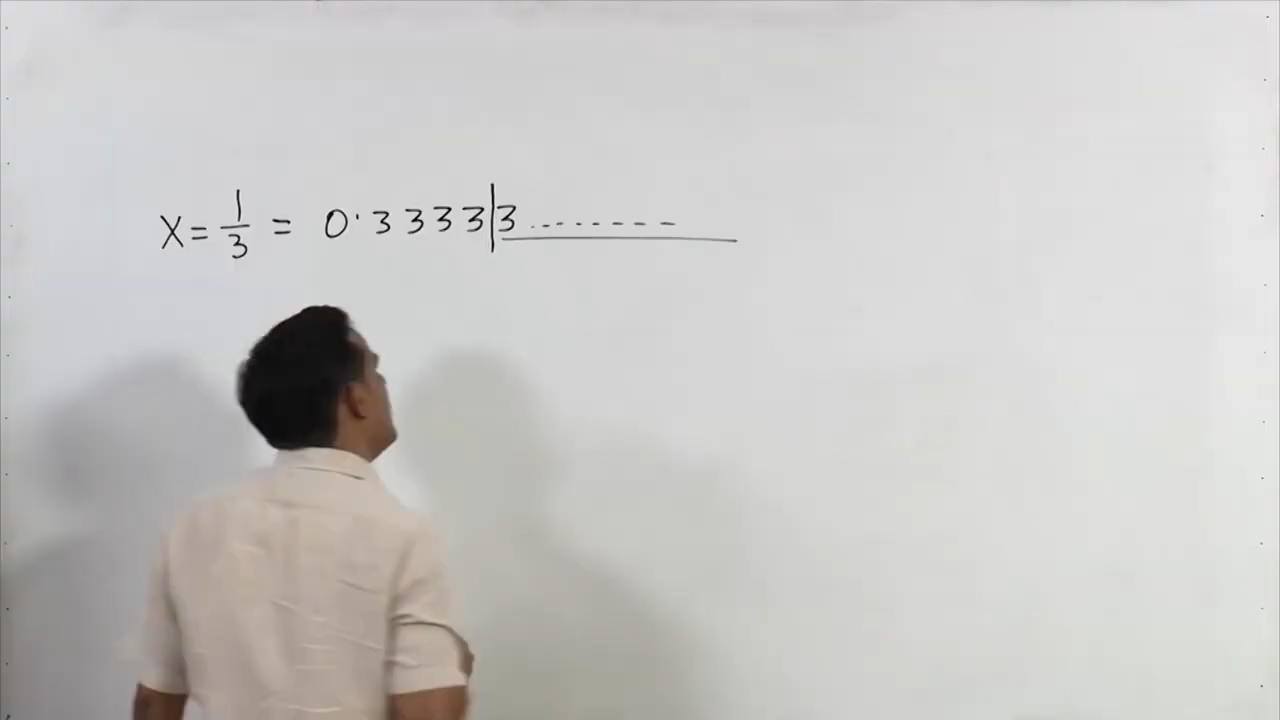 X = 1/3 = 0.3333|3........